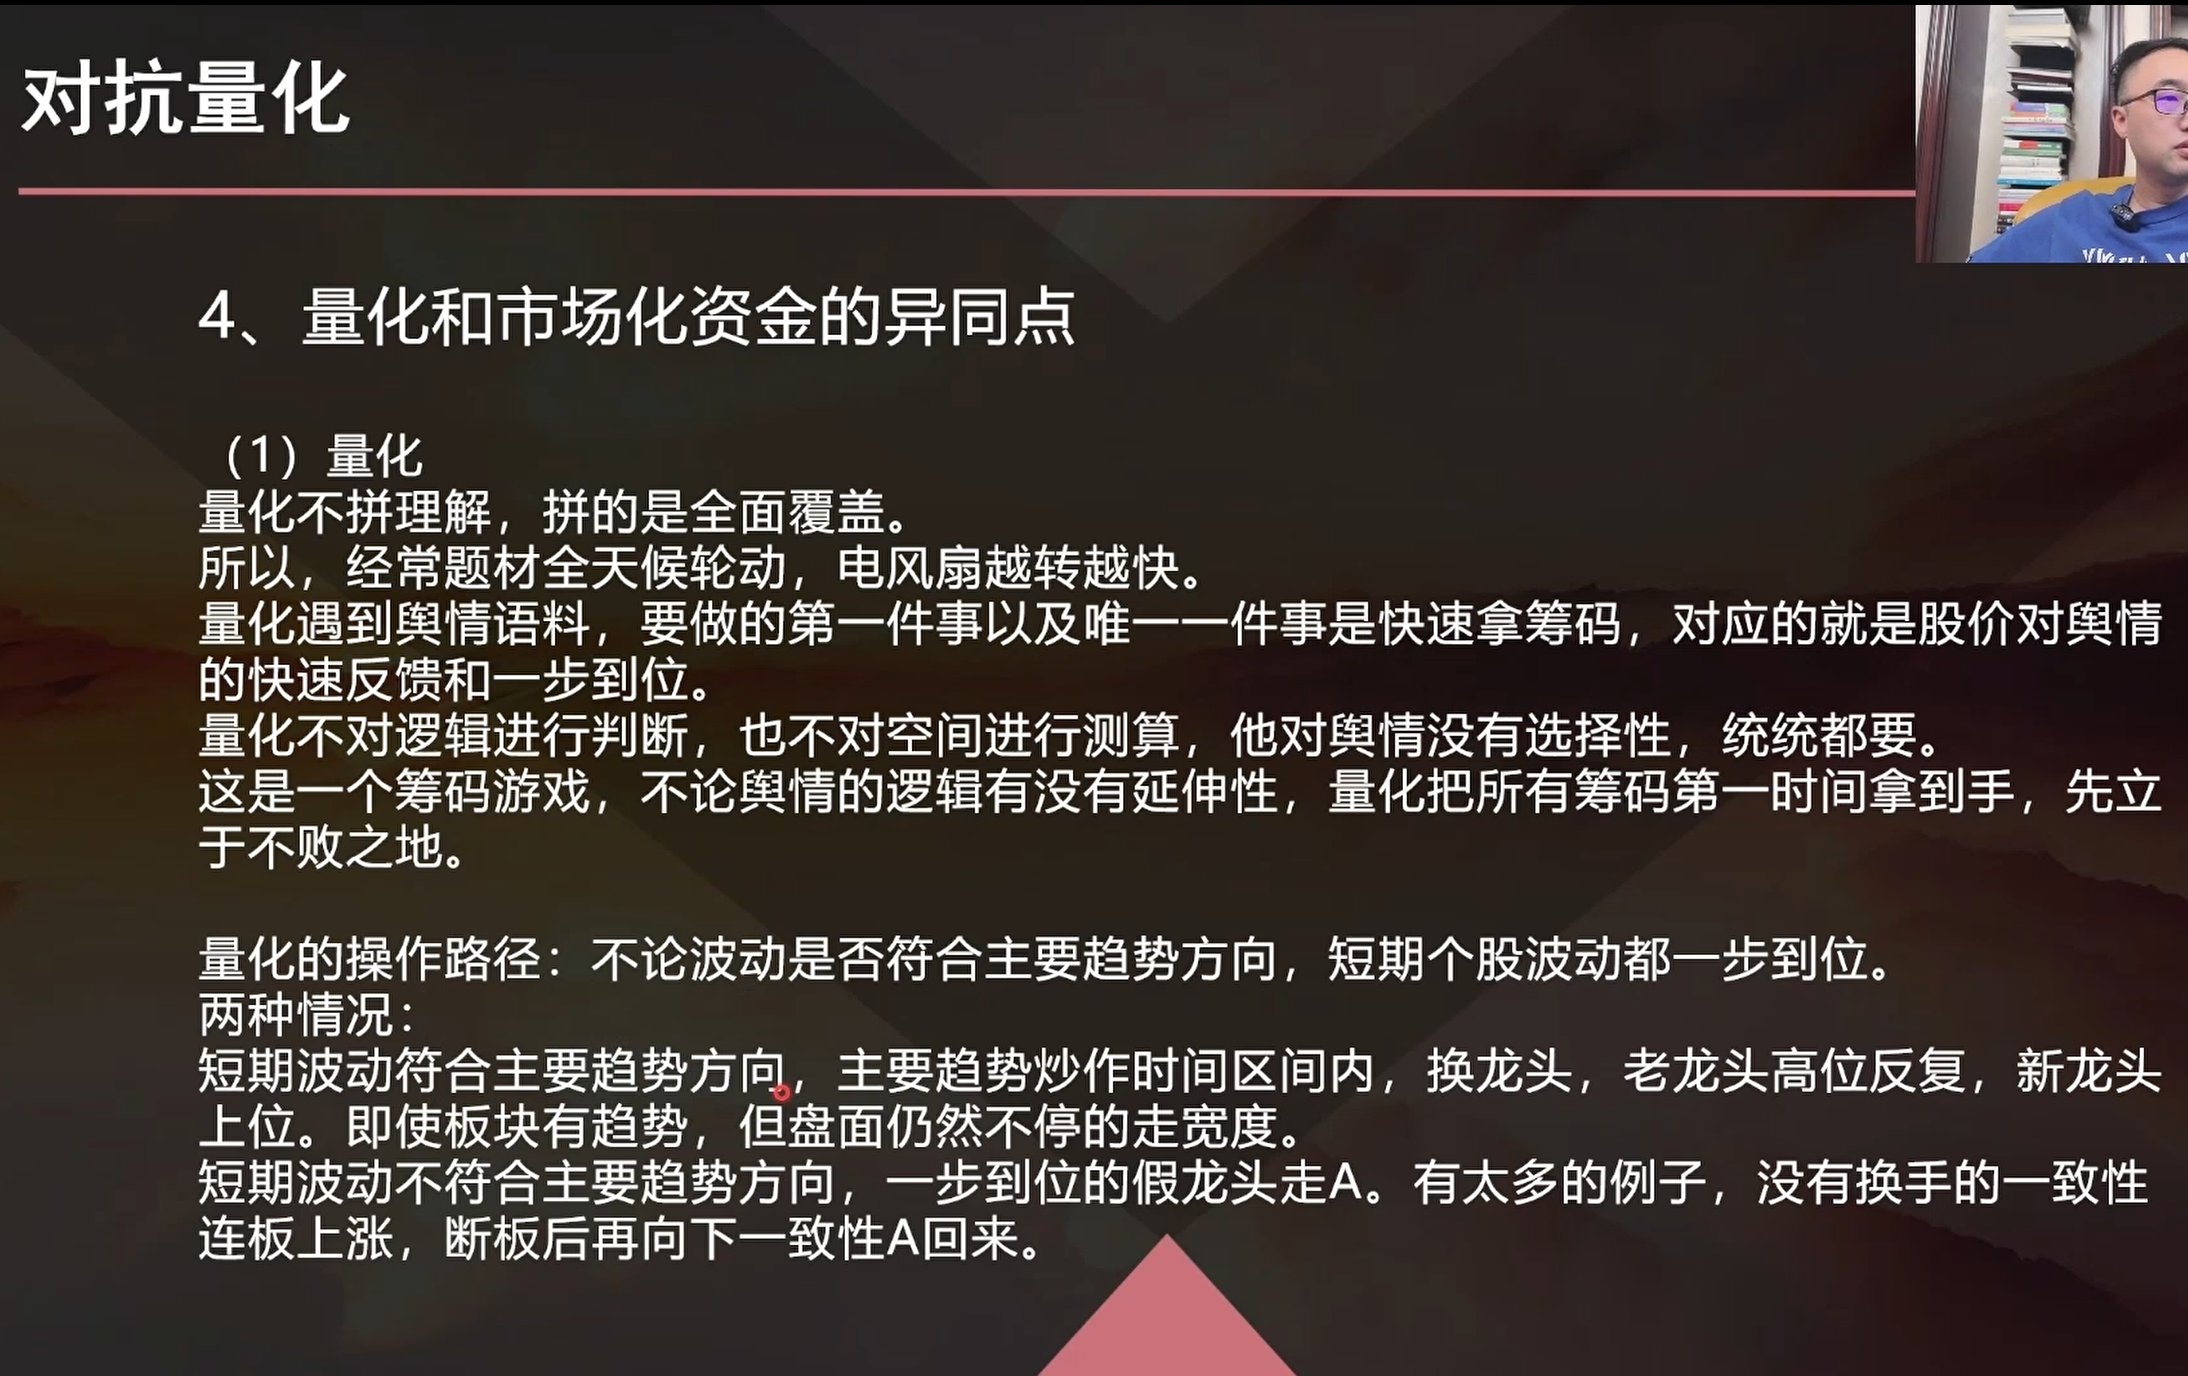 对抗量化
4、量化和市场化资金的异同点
（1）量化
量化不拼理解，拼的是全面覆盖。
所以，经常题材全天候轮动，电风扇越转越快。
量化遇到舆情语料，要做的第一件事以及唯一一件事是快速拿筹码，对应的就是股价对舆情
的快速反馈和一步到位。
量化不对逻辑进行判断，也不对空间进行测算，他对舆情没有选择性，统统都要。
这是一个筹码游戏，不论舆情的逻辑有没有延伸性，量化把所有筹码第一时间拿到手，先立
于不败之地。
量化的操作路径：不论波动是否符合主要趋势方向，短期个股波动都一步到位。
两种情况：
短期波动符合主要趋势方向，主要趋势炒作时间区间内，换龙头，老龙头高位反复，新龙头
上位。即使板块有趋势，但盘面仍然不停的走宽度。
短期波动不符合主要趋势方向，一步到位的假龙头走A。有太多的例子，没有换手的一致性
连板上涨，断板后再向下一致性A回来。